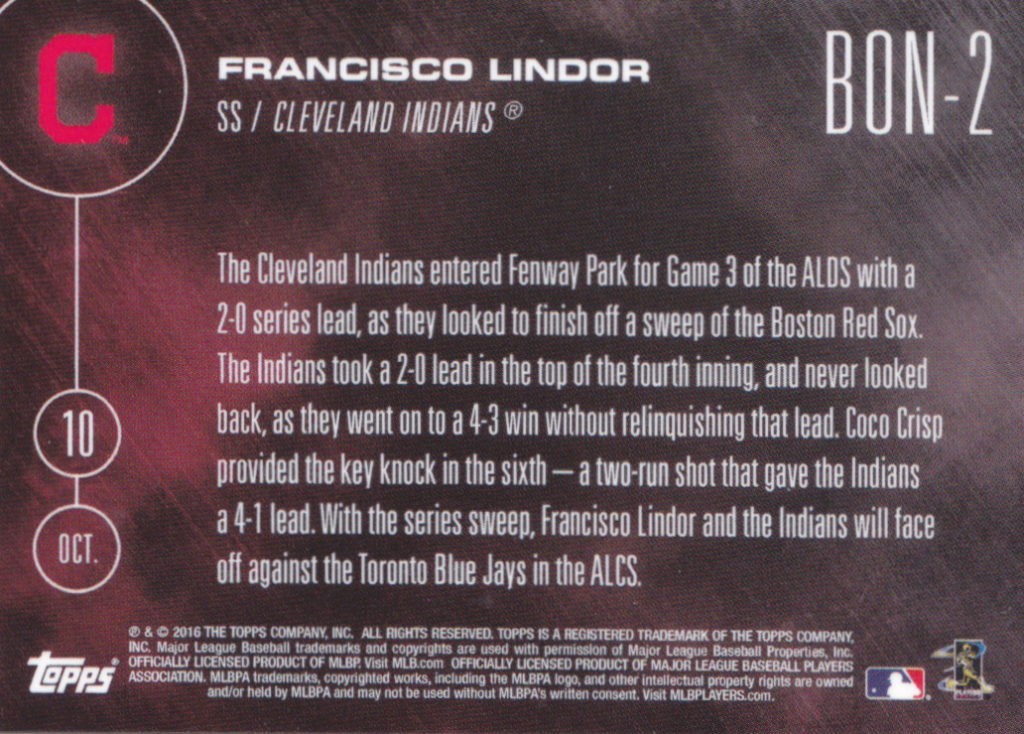 C
FRANCISCO LINDOR
SS / CLEVELAND INDIANS ®
BON-2
The Cleveland Indians entered Fenway Park for Game 3 of the ALDS with a
2-0 series lead, as they looked to finish off a sweep of the Boston Red Sox.
The Indians took a 2-0 lead in the top of the fourth inning, and never looked
back, as they went on to a 4-3 win without relinquishing that lead. Coco Crisp
provided the key knock in the sixth — a two-run shot that gave the Indians
a 4-1 lead. With the series sweep, Francisco Lindor and the Indians will face
off against the Toronto Blue Jays in the ALCS.
10
OCT.
® & © 2016 THE TOPPS COMPANY, INC. ALL RIGHTS RESERVED. TOPPS IS A REGISTERED TRADEMARK OF THE TOPPS COMPANY,
INC. Major League Baseball trademarks and copyrights are used with permission of Major League Baseball Properties, Inc.
OFFICIALLY LICENSED PRODUCT OF MLBP. Visit MLB.com OFFICIALLY LICENSED PRODUCT OF MAJOR LEAGUE BASEBALL PLAYERS
ASSOCIATION. MLBPA trademarks, copyrighted works, including the MLBPA logo, and other intellectual property rights are owned
and/or held by MLBPA and may not be used without MLBPA's written consent. Visit MLBPLAYERS.com.
Topps®